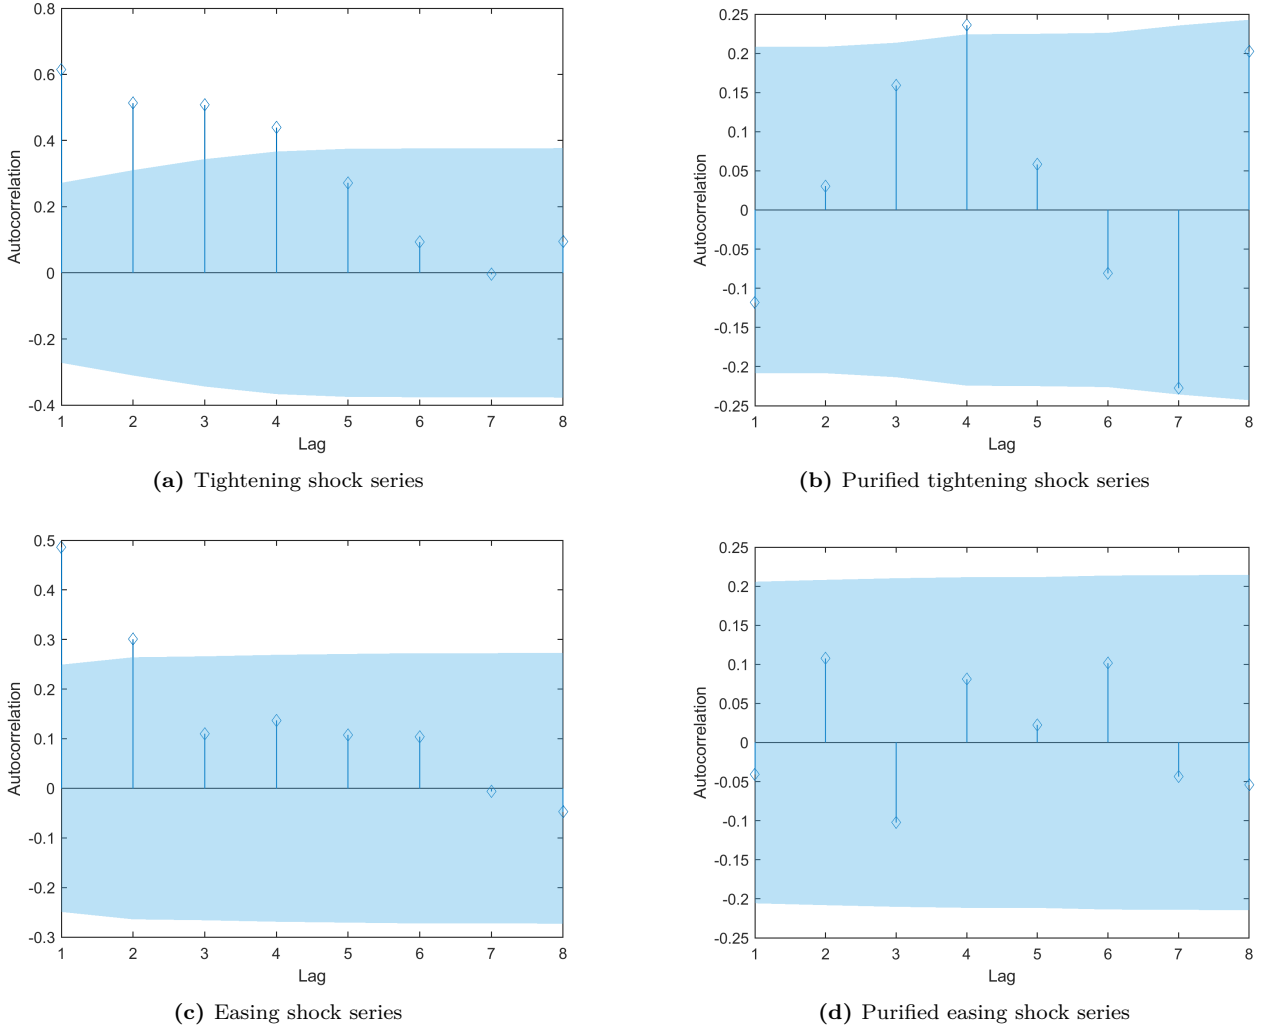 0.8
0.6
0.4
0.2
0
-0.2
-0.4
Autocorrelation
1 2 3 4 5 6 7 8
Lag
(a) Tightening shock series
0.25
0.2
0.15
0.1
0.05
0
-0.05
-0.1
-0.15
-0.2
-0.25
Autocorrelation
1 2 3 4 5 6 7 8
Lag
(b) Purified tightening shock series
0.5
0.4
0.3
0.2
0.1
0
-0.1
-0.2
-0.3
Autocorrelation
1 2 3 4 5 6 7 8
Lag
(c) Easing shock series
0.25
0.2
0.15
0.1
0.05
0
-0.05
-0.1
-0.15
-0.2
-0.25
Autocorrelation
1 2 3 4 5 6 7 8
Lag
(d) Purified easing shock series